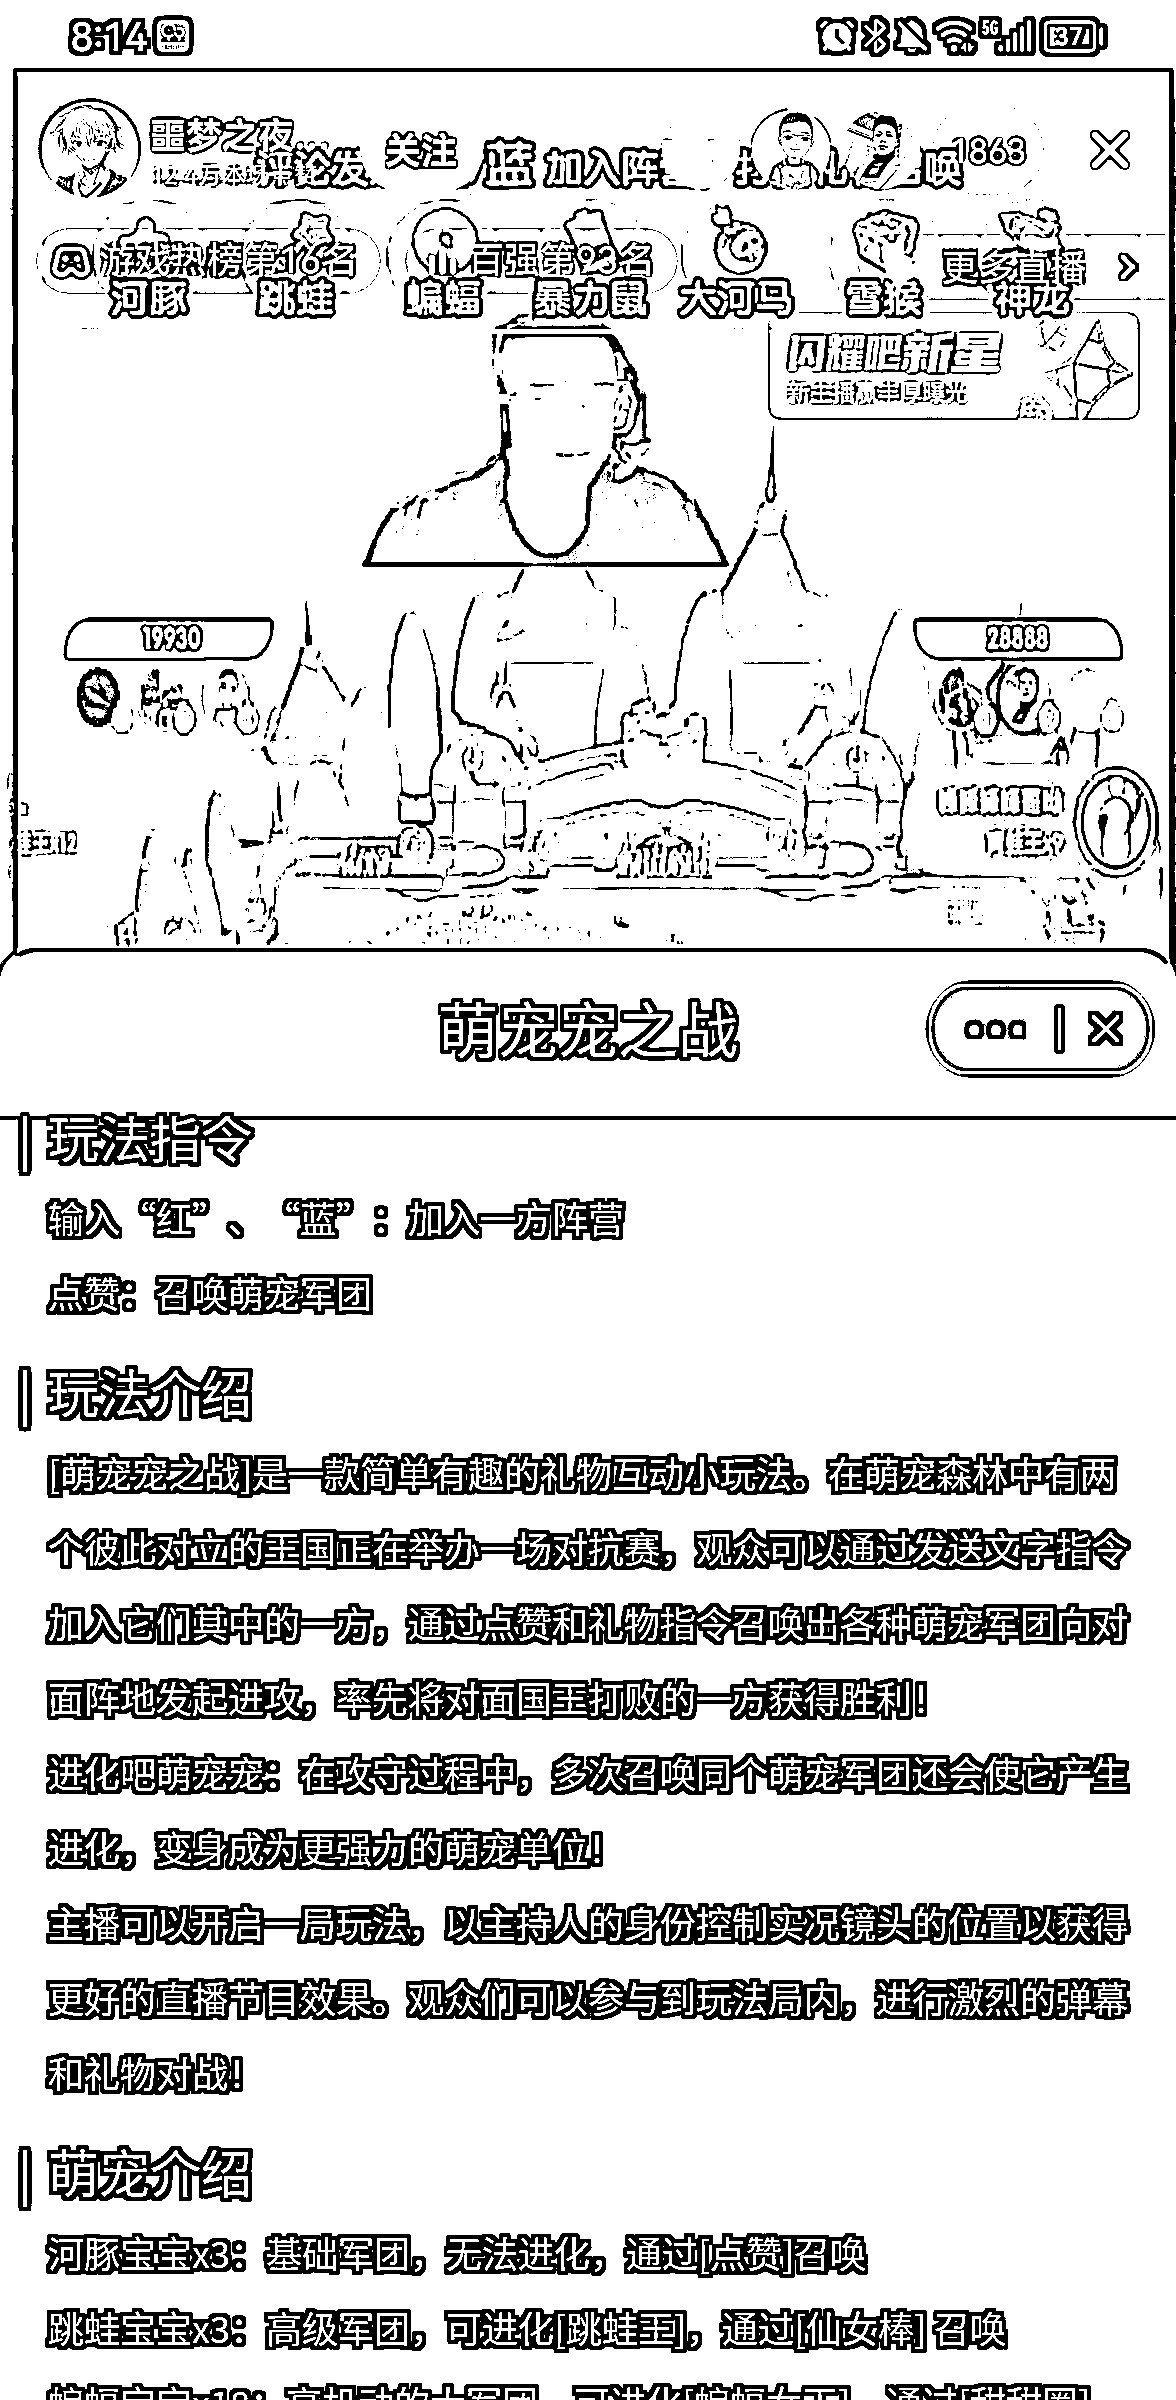 8:14
5G
37
噩梦之夜...
关注
评论发
蓝 加入阵
唤
1868
游戏热榜第16名
百强第93名
更多直播
河豚 跳蛙 蝙蝠 暴力鼠 大河马 雪猴 神龙
闪耀吧新星
新主播赢丰厚曝光
19930
28888
萌宠宠之战
玩法指令
输入“红”、“蓝”：加入一方阵营
点赞：召唤萌宠军团
玩法介绍
[萌宠宠之战]是一款简单有趣的礼物互动小玩法。在萌宠森林中有两
个彼此对立的王国正在举办一场对抗赛，观众可以通过发送文字指令
加入它们其中的一方，通过点赞和礼物指令召唤出各种萌宠军团向对
面阵地发起进攻，率先将对面国王打败的一方获得胜利！
进化吧萌宠宠：在攻守过程中，多次召唤同个萌宠军团还会使它产生
进化，变身成为更强力的萌宠单位！
主播可以开启一局玩法，以主持人的身份控制实况镜头的位置以获得
更好的直播节目效果。观众们可以参与到玩法局内，进行激烈的弹幕
和礼物对战！
萌宠介绍
河豚宝宝x3：基础军团，无法进化，通过[点赞]召唤
跳蛙宝宝x3：高级军团，可进化[跳蛙王]，通过[仙女棒] 召唤